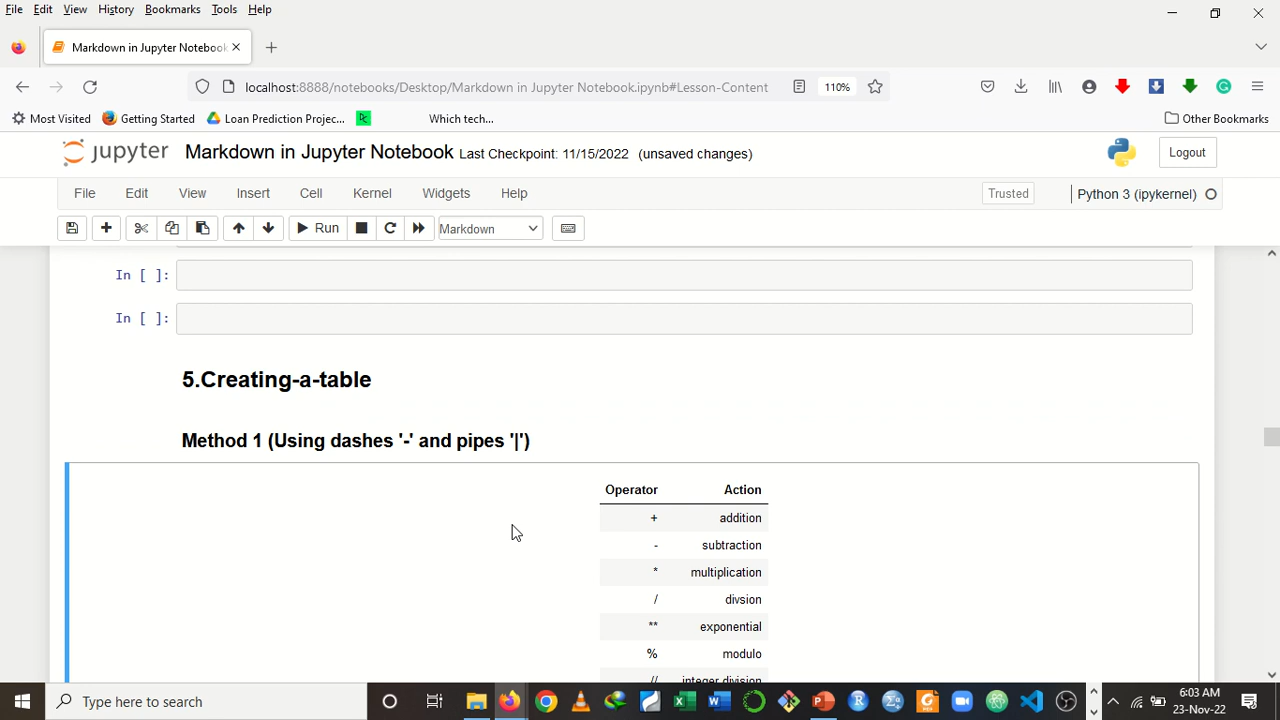 File Edit View History Bookmarks Tools Help
Markdown in Jupyter Notebook
localhost:8888/notebooks/Desktop/Markdown in Jupyter Notebook.ipynb#Lesson-Content 110%
Most Visited Getting Started Loan Prediction Projec... Which tech... Other Bookmarks
jupyter Markdown in Jupyter Notebook Last Checkpoint: 11/15/2022 (unsaved changes) Logout
File Edit View Insert Cell Kernel Widgets Help Trusted Python 3 (ipykernel)
Run Markdown
In [ ]:
In [ ]:
5.Creating-a-table
Method 1 (Using dashes '-' and pipes '|')
Operator Action
+ addition
- subtraction
* multiplication
/ divsion
** exponential
% modulo
// integer division
Type here to search 6:03 AM
23-Nov-22